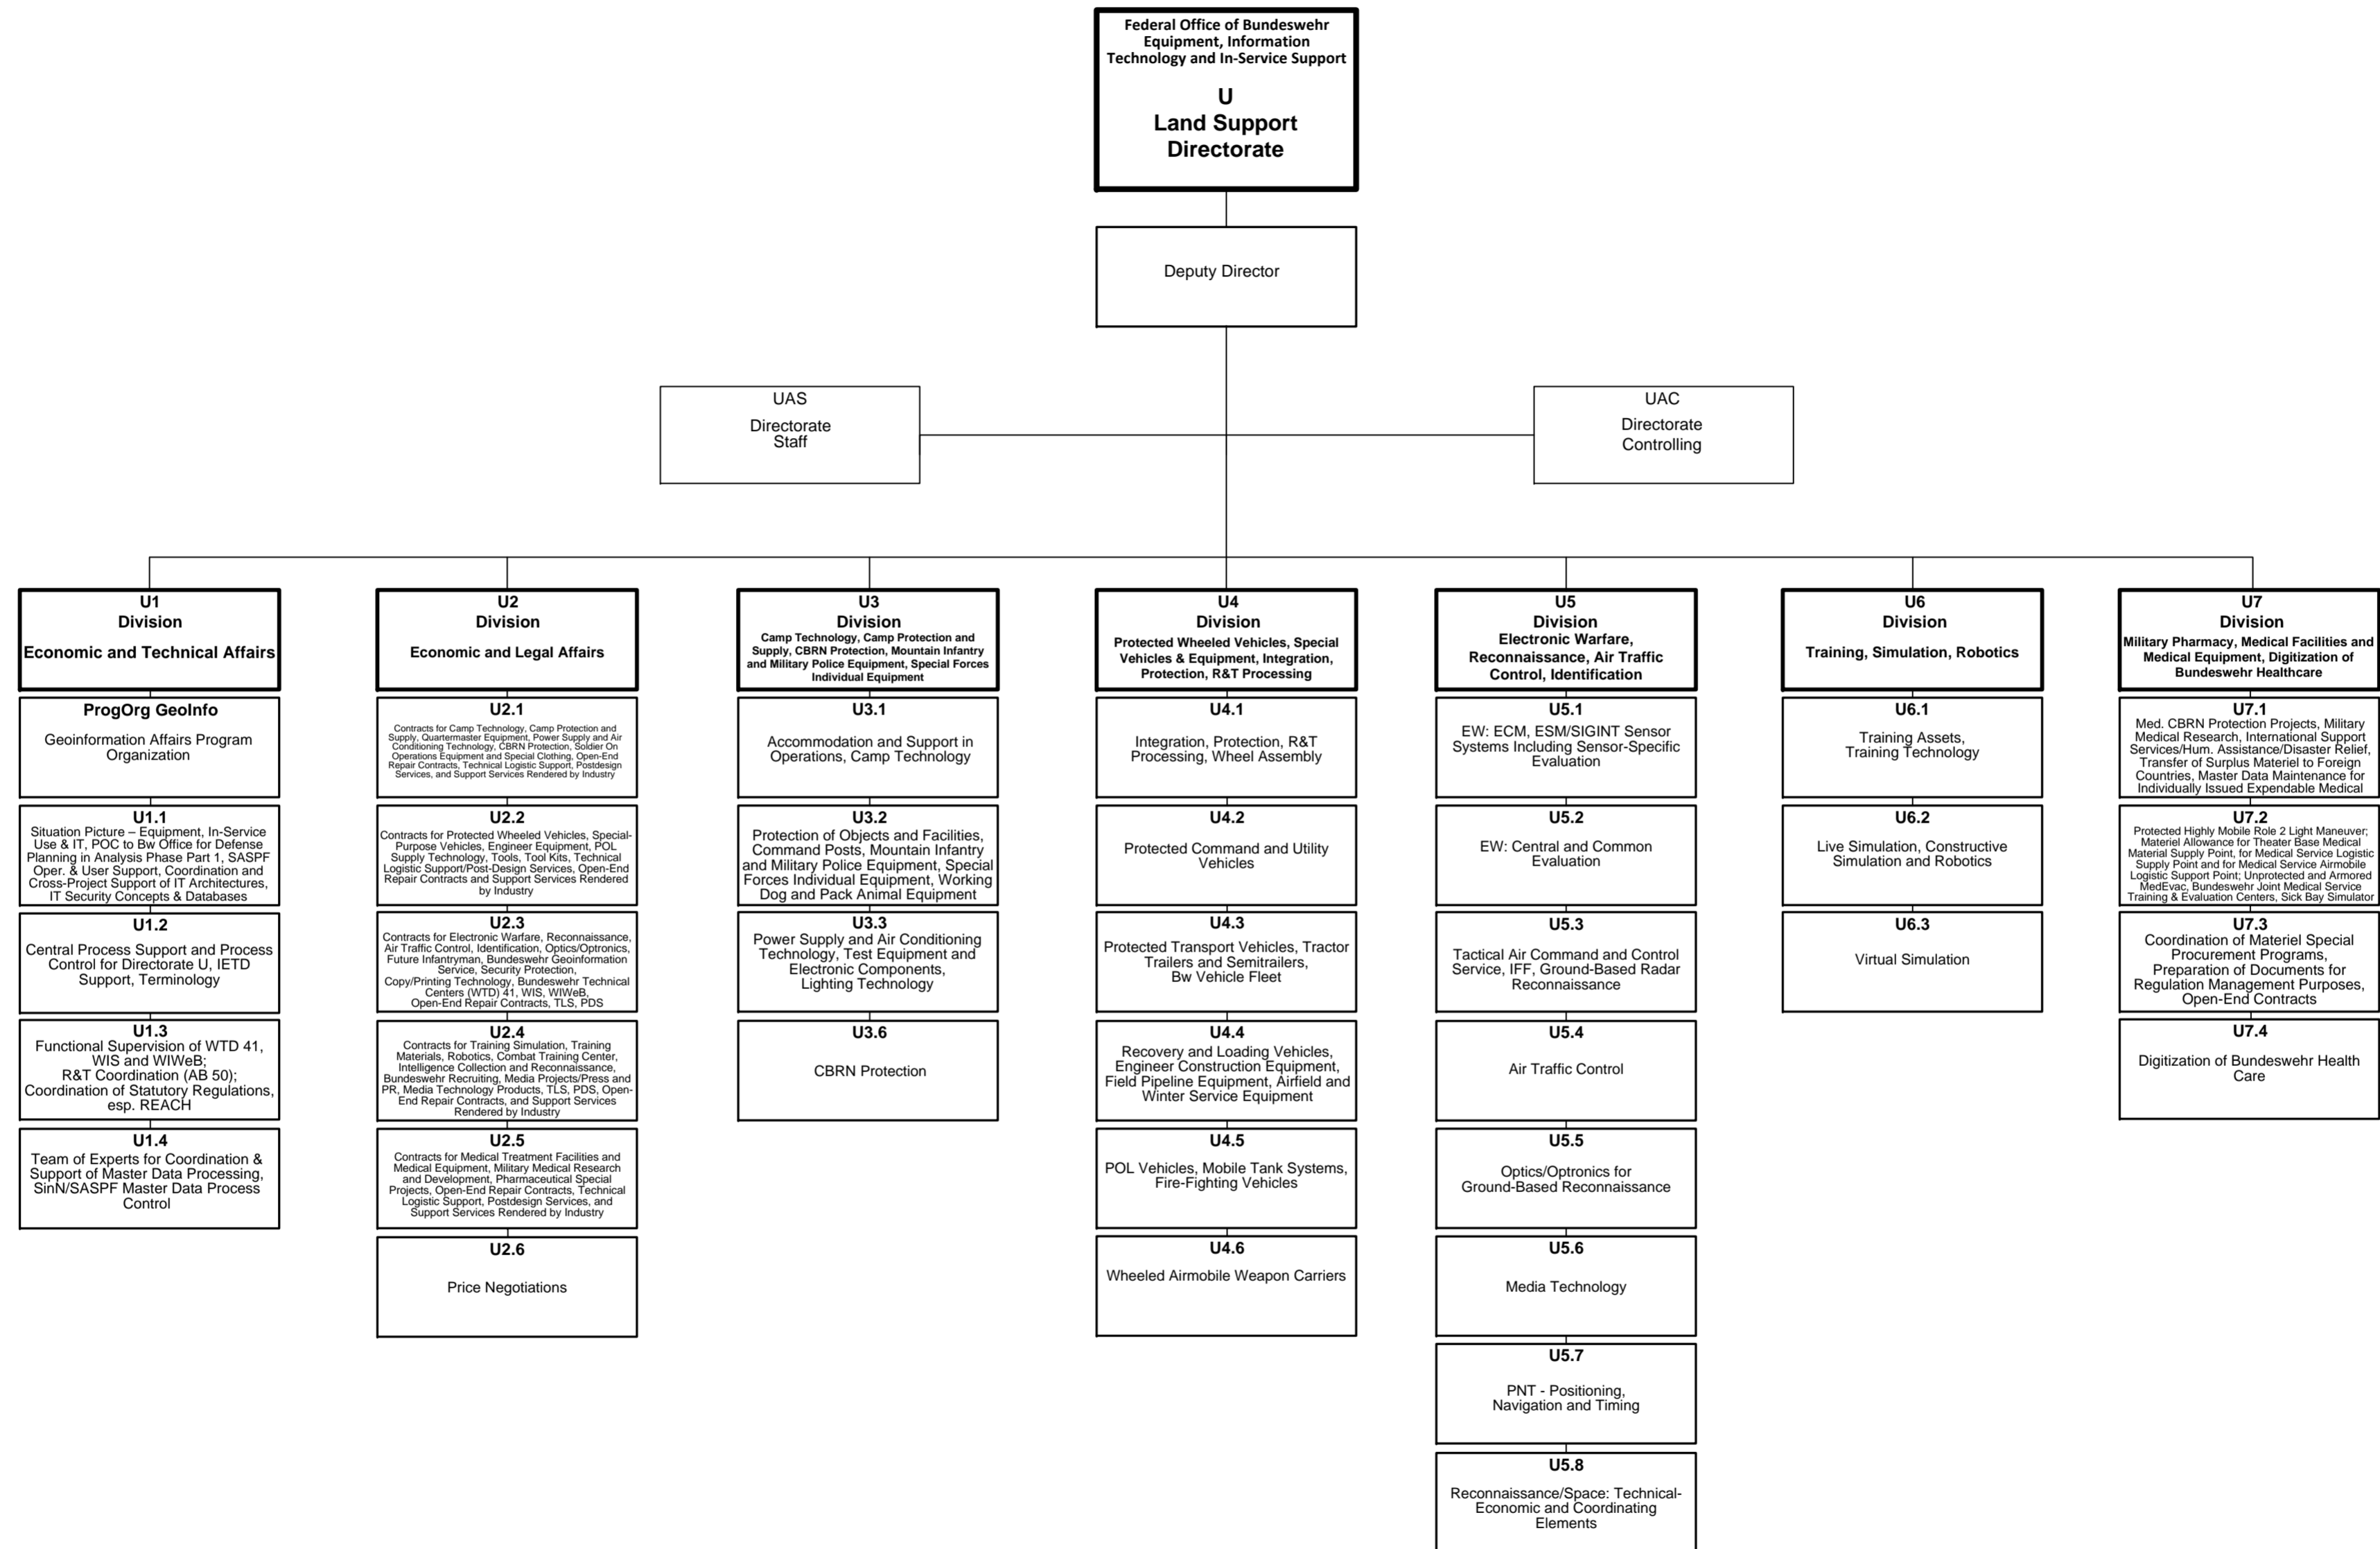 Federal Office of Bundeswehr
Equipment, Information
Technology and In-Service Support
U
Land Support
Directorate
Deputy Director
UAS
Directorate
Staff
UAC
Directorate
Controlling
U1
Division
Economic and Technical Affairs
ProgOrg GeoInfo
Geoinformation Affairs Program
Organization
U1.1
Situation Picture – Equipment, In-Service
Use & IT, POC to Bw Office for Defense
Planning in Analysis Phase Part 1, SASPF
Oper. & User Support, Coordination and
Cross-Project Support of IT Architectures,
IT Security Concepts & Databases
U1.2
Central Process Support and Process
Control for Directorate U, IETD
Support, Terminology
U1.3
Functional Supervision of WTD 41,
WIS and WIWeB;
R&T Coordination (AB 50);
Coordination of Statutory Regulations,
esp. REACH
U1.4
Team of Experts for Coordination &
Support of Master Data Processing,
SinN/SASPF Master Data Process
Control
U2
Division
Economic and Legal Affairs
U2.1
Contracts for Camp Technology, Camp Protection and
Supply, Quartermaster Equipment, Power Supply and Air
Conditioning Technology, CBRN Protection, Soldier On
Operations Equipment and Special Clothing, Open-End
Repair Contracts, Technical Logistic Support, Postdesign
Services, and Support Services Rendered by Industry
U2.2
Contracts for Protected Wheeled Vehicles, Special-
Purpose Vehicles, Engineer Equipment, POL
Supply Technology, Tools, Tool Kits, Technical
Logistic Support/Post-Design Services, Open-End
Repair Contracts and Support Services Rendered
by Industry
U2.3
Contracts for Electronic Warfare, Reconnaissance,
Air Traffic Control, Identification, Optics/Optronics,
Future Infantryman, Bundeswehr Geoinformation
Service, Security Protection,
Copy/Printing Technology, Bundeswehr Technical
Centers (WTD) 41, WIS, WIWeB,
Open-End Repair Contracts, TLS, PDS
U2.4
Contracts for Training Simulation, Training
Materials, Robotics, Combat Training Center,
Intelligence Collection and Reconnaissance,
Bundeswehr Recruiting, Media Projects/Press and
PR, Media Technology Products, TLS, PDS, Open-
End Repair Contracts, and Support Services
Rendered by Industry
U2.5
Contracts for Medical Treatment Facilities and
Medical Equipment, Military Medical Research
and Development, Pharmaceutical Special
Projects, Open-End Repair Contracts, Technical
Logistic Support, Postdesign Services, and
Support Services Rendered by Industry
U2.6
Price Negotiations
U3
Division
Camp Technology, Camp Protection and
Supply, CBRN Protection, Mountain Infantry
and Military Police Equipment, Special Forces
Individual Equipment
U3.1
Accommodation and Support in
Operations, Camp Technology
U3.2
Protection of Objects and Facilities,
Command Posts, Mountain Infantry
and Military Police Equipment, Special
Forces Individual Equipment, Working
Dog and Pack Animal Equipment
U3.3
Power Supply and Air Conditioning
Technology, Test Equipment and
Electronic Components,
Lighting Technology
U3.6
CBRN Protection
U4
Division
Protected Wheeled Vehicles, Special
Vehicles & Equipment, Integration,
Protection, R&T Processing
U4.1
Integration, Protection, R&T
Processing, Wheel Assembly
U4.2
Protected Command and Utility
Vehicles
U4.3
Protected Transport Vehicles, Tractor
Trailers and Semitrailers,
Bw Vehicle Fleet
U4.4
Recovery and Loading Vehicles,
Engineer Construction Equipment,
Field Pipeline Equipment, Airfield and
Winter Service Equipment
U4.5
POL Vehicles, Mobile Tank Systems,
Fire-Fighting Vehicles
U4.6
Wheeled Airmobile Weapon Carriers
U5
Division
Electronic Warfare,
Reconnaissance, Air Traffic
Control, Identification
U5.1
EW: ECM, ESM/SIGINT Sensor
Systems Including Sensor-Specific
Evaluation
U5.2
EW: Central and Common
Evaluation
U5.3
Tactical Air Command and Control
Service, IFF, Ground-Based Radar
Reconnaissance
U5.4
Air Traffic Control
U5.5
Optics/Optronics for
Ground-Based Reconnaissance
U5.6
Media Technology
U5.7
PNT - Positioning,
Navigation and Timing
U5.8
Reconnaissance/Space: Technical-
Economic and Coordinating
Elements
U6
Division
Training, Simulation, Robotics
U6.1
Training Assets,
Training Technology
U6.2
Live Simulation, Constructive
Simulation and Robotics
U6.3
Virtual Simulation
U7
Division
Military Pharmacy, Medical Facilities and
Medical Equipment, Digitization of
Bundeswehr Healthcare
U7.1
Med. CBRN Protection Projects, Military
Medical Research, International Support
Services/Hum. Assistance/Disaster Relief,
Transfer of Surplus Materiel to Foreign
Countries, Master Data Maintenance for
Individually Issued Expendable Medical
U7.2
Protected Highly Mobile Role 2 Light Maneuver;
Materiel Allowance for Theater Base Medical
Material Supply Point, for Medical Service Logistic
Supply Point and for Medical Service Airmobile
Logistic Support Point; Unprotected and Armored
MedEvac, Bundeswehr Joint Medical Service
Training & Evaluation Centers, Sick Bay Simulator
U7.3
Coordination of Materiel Special
Procurement Programs,
Preparation of Documents for
Regulation Management Purposes,
Open-End Contracts
U7.4
Digitization of Bundeswehr Health
Care